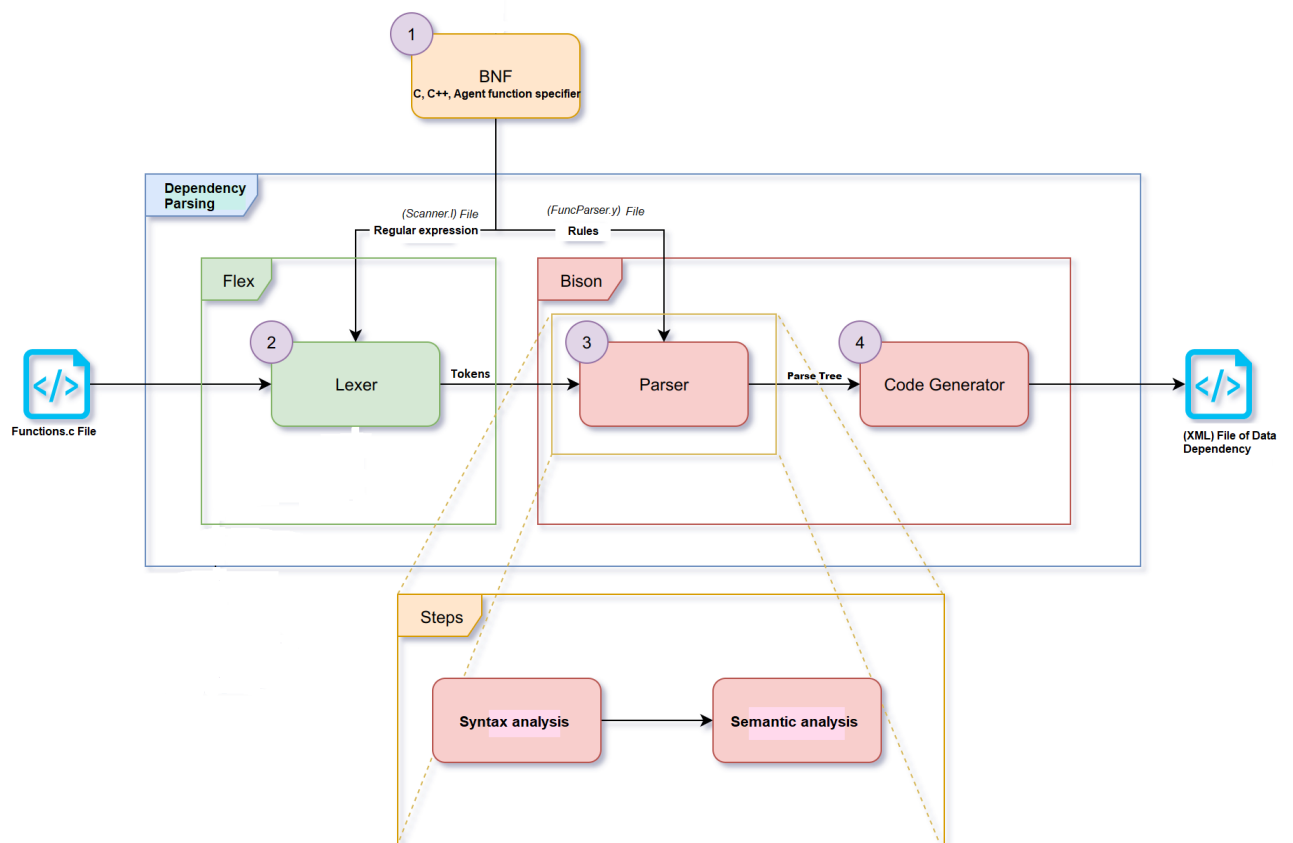 1
BNF
C, C++, Agent function specifier
Dependency
Parsing
(Scanner.l) File
(FuncParser.y) File
Regular expression
Rules
Flex
Bison
2
3
4
</>
Lexer
Tokens
Parser
Parse Tree
Code Generator
</>
Functions.c File
(XML) File of Data
Dependency
Steps
Syntax analysis
Semantic analysis